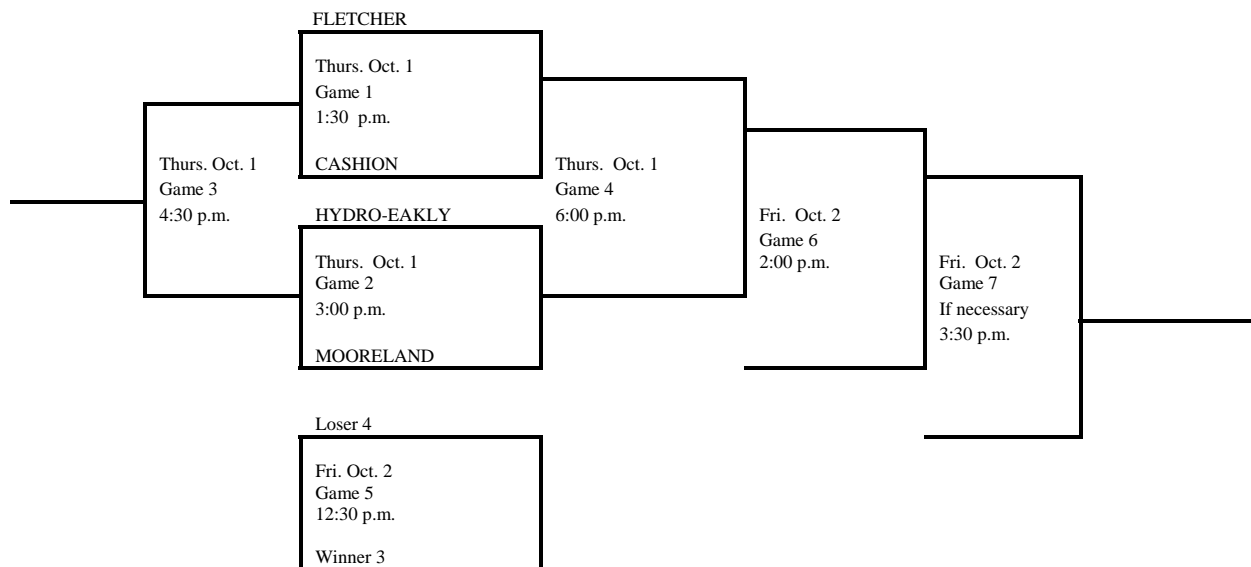 FLETCHER
Thurs. Oct. 1
Game 1
1:30 p.m.
CASHION
Thurs. Oct. 1
Game 3
4:30 p.m.
Thurs. Oct. 1
Game 4
6:00 p.m.
HYDRO-EAKLY
Thurs. Oct. 1
Game 2
3:00 p.m.
MOORELAND
Fri. Oct. 2
Game 6
2:00 p.m.
Fri. Oct. 2
Game 7
If necessary
3:30 p.m.
Loser 4
Fri. Oct. 2
Game 5
12:30 p.m.
Winner 3